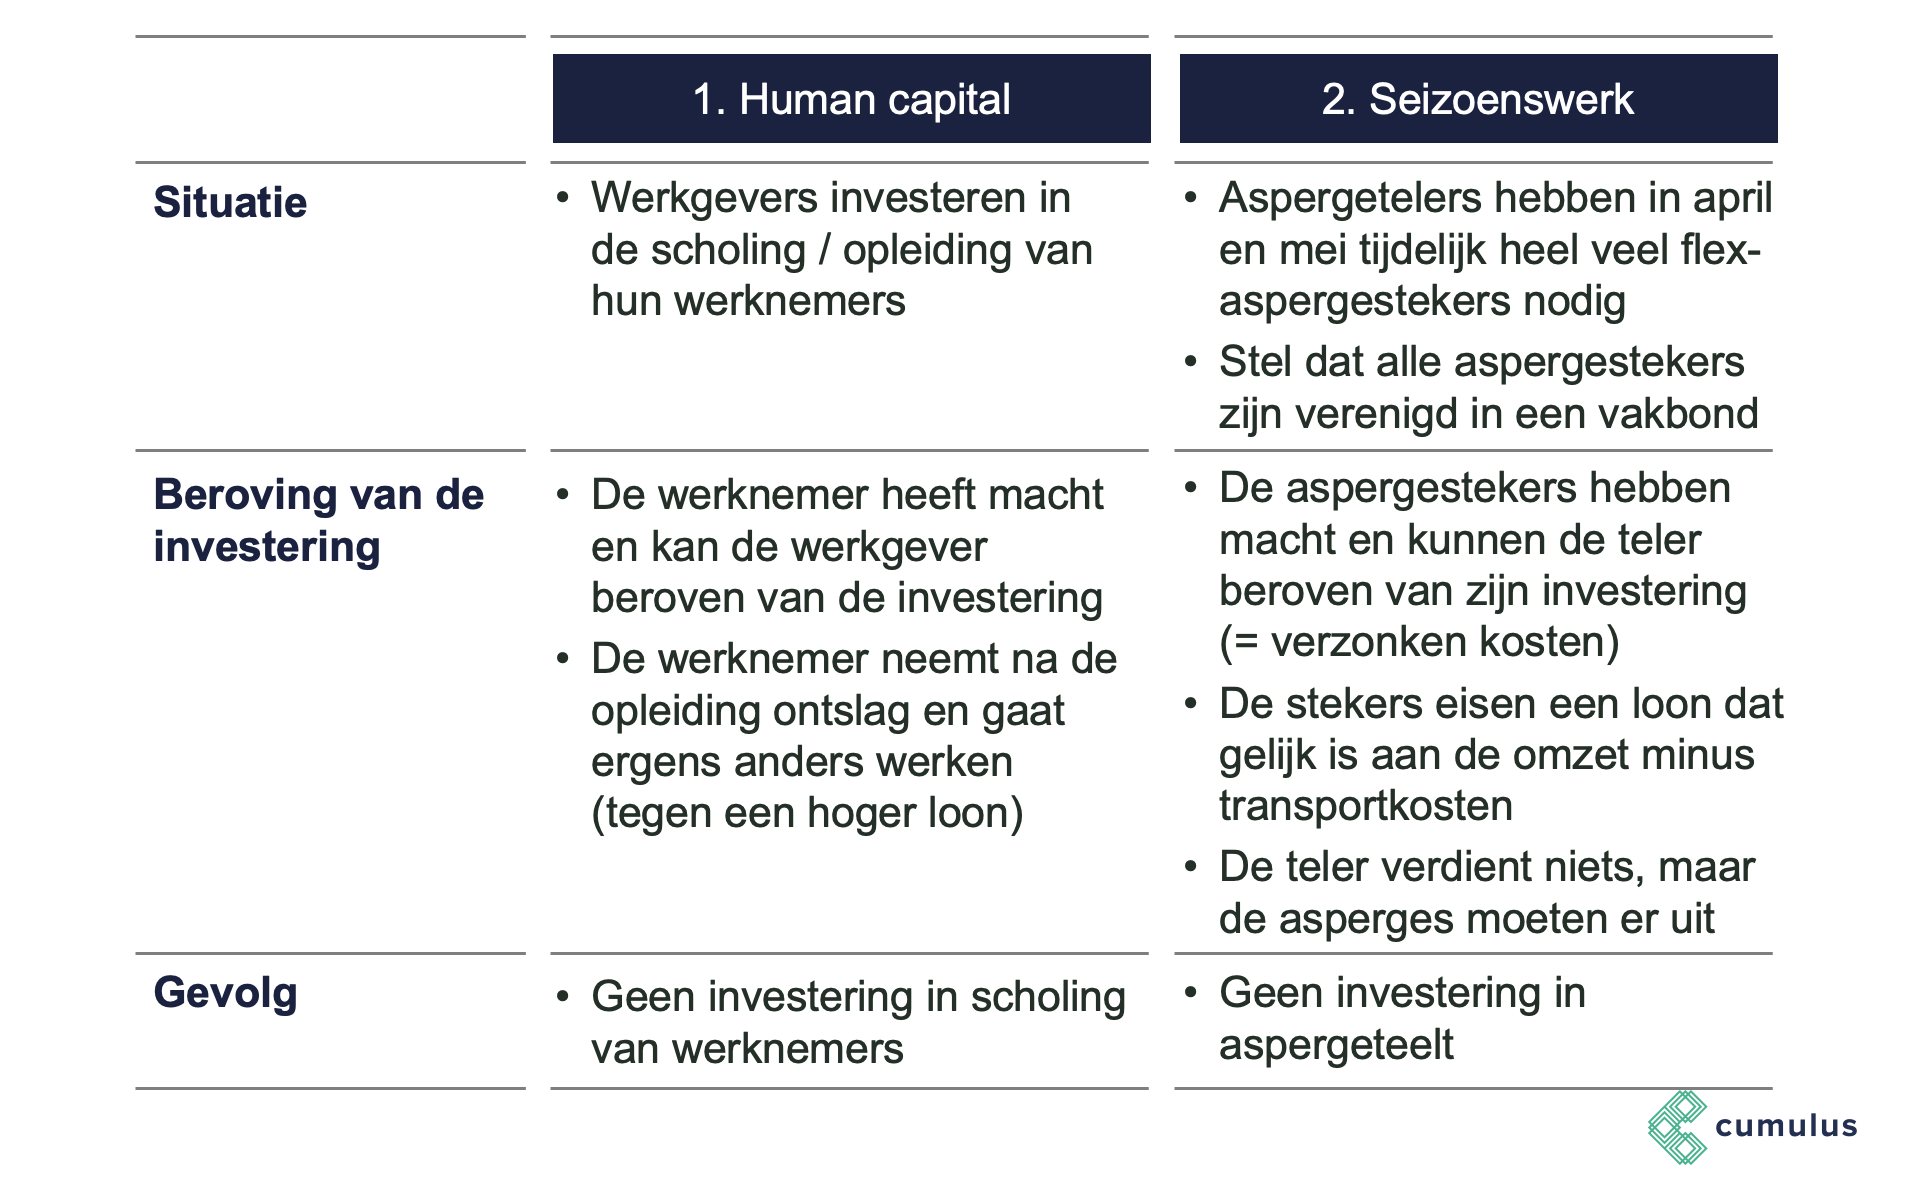 1. Human capital
2. Seizoenswerk
Situatie
• Werkgevers investeren in
de scholing / opleiding van
hun werknemers
• Aspergetelers hebben in april
en mei tijdelijk heel veel flex-
aspergestekers nodig
• Stel dat alle aspergestekers
zijn verenigd in een vakbond
Beroving van de
investering
• De werknemer heeft macht
en kan de werkgever
beroven van de investering
• De werknemer neemt na de
opleiding ontslag en gaat
ergens anders werken
(tegen een hoger loon)
• De aspergestekers hebben
macht en kunnen de teler
beroven van zijn investering
(= verzonken kosten)
• De stekers eisen een loon dat
gelijk is aan de omzet minus
transportkosten
• De teler verdient niets, maar
de asperges moeten er uit
Gevolg
• Geen investering in scholing
van werknemers
• Geen investering in
aspergeteelt
cumulus